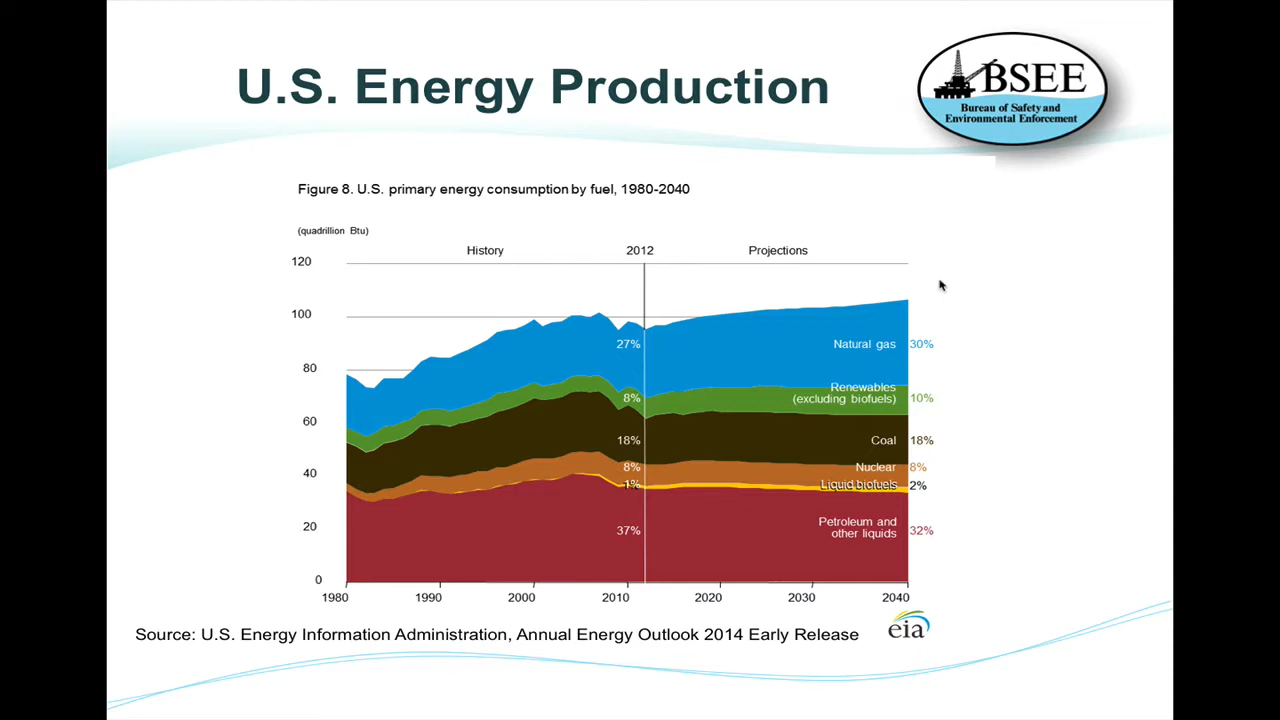 U.S. Energy Production
BSEE
Bureau of Safety and
Environmental Enforcement
Figure 8. U.S. primary energy consumption by fuel, 1980-2040
(quadrillion Btu)
History 2012 Projections
120
100
80
60
40
20
0
27%
8%
18%
8%
1%
37%
Natural gas 30%
Renewables
(excluding biofuels) 10%
Coal 18%
Nuclear 8%
Liquid biofuels 2%
Petroleum and
other liquids 32%
1980 1990 2000 2010 2020 2030 2040
Source: U.S. Energy Information Administration, Annual Energy Outlook 2014 Early Release
eia